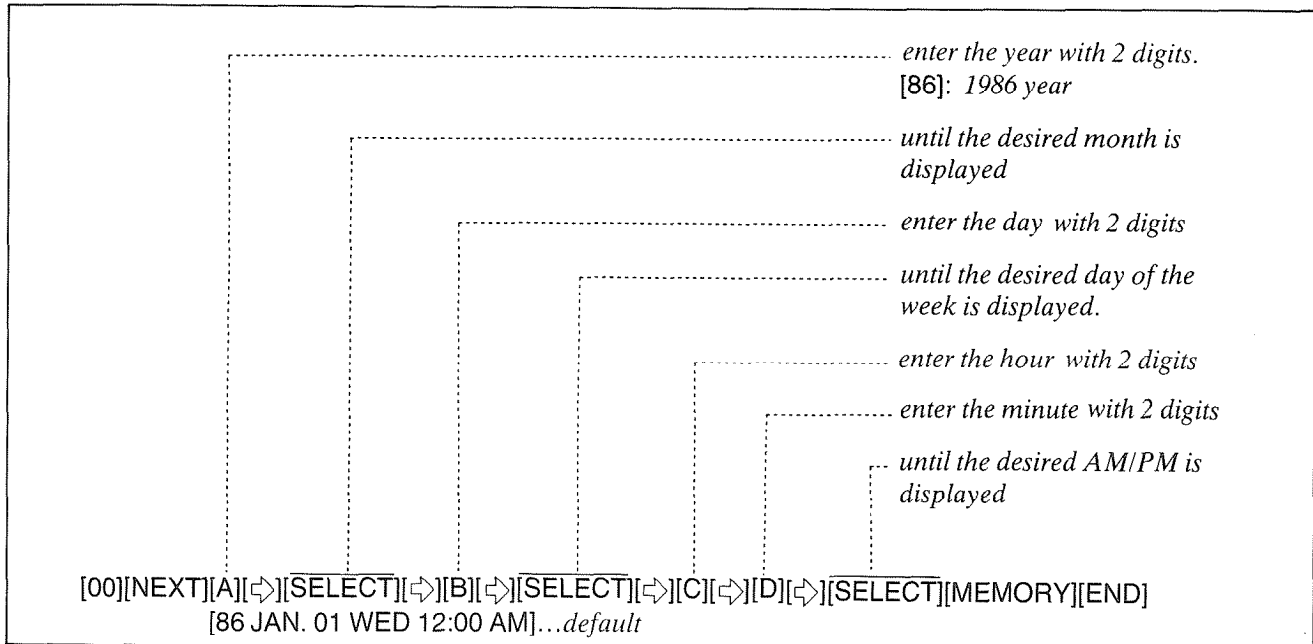 enter the year with 2 digits.
[86]: 1986 year
until the desired month is
displayed
enter the day with 2 digits
until the desired day of the
week is displayed.
enter the hour with 2 digits
enter the minute with 2 digits
until the desired AM/PM is
displayed
[00][NEXT][A][⇨][SELECT][⇨][B][⇨][SELECT][⇨][C][⇨][D][⇨][SELECT][MEMORY][END]
[86 JAN. 01 WED 12:00 AM]...default